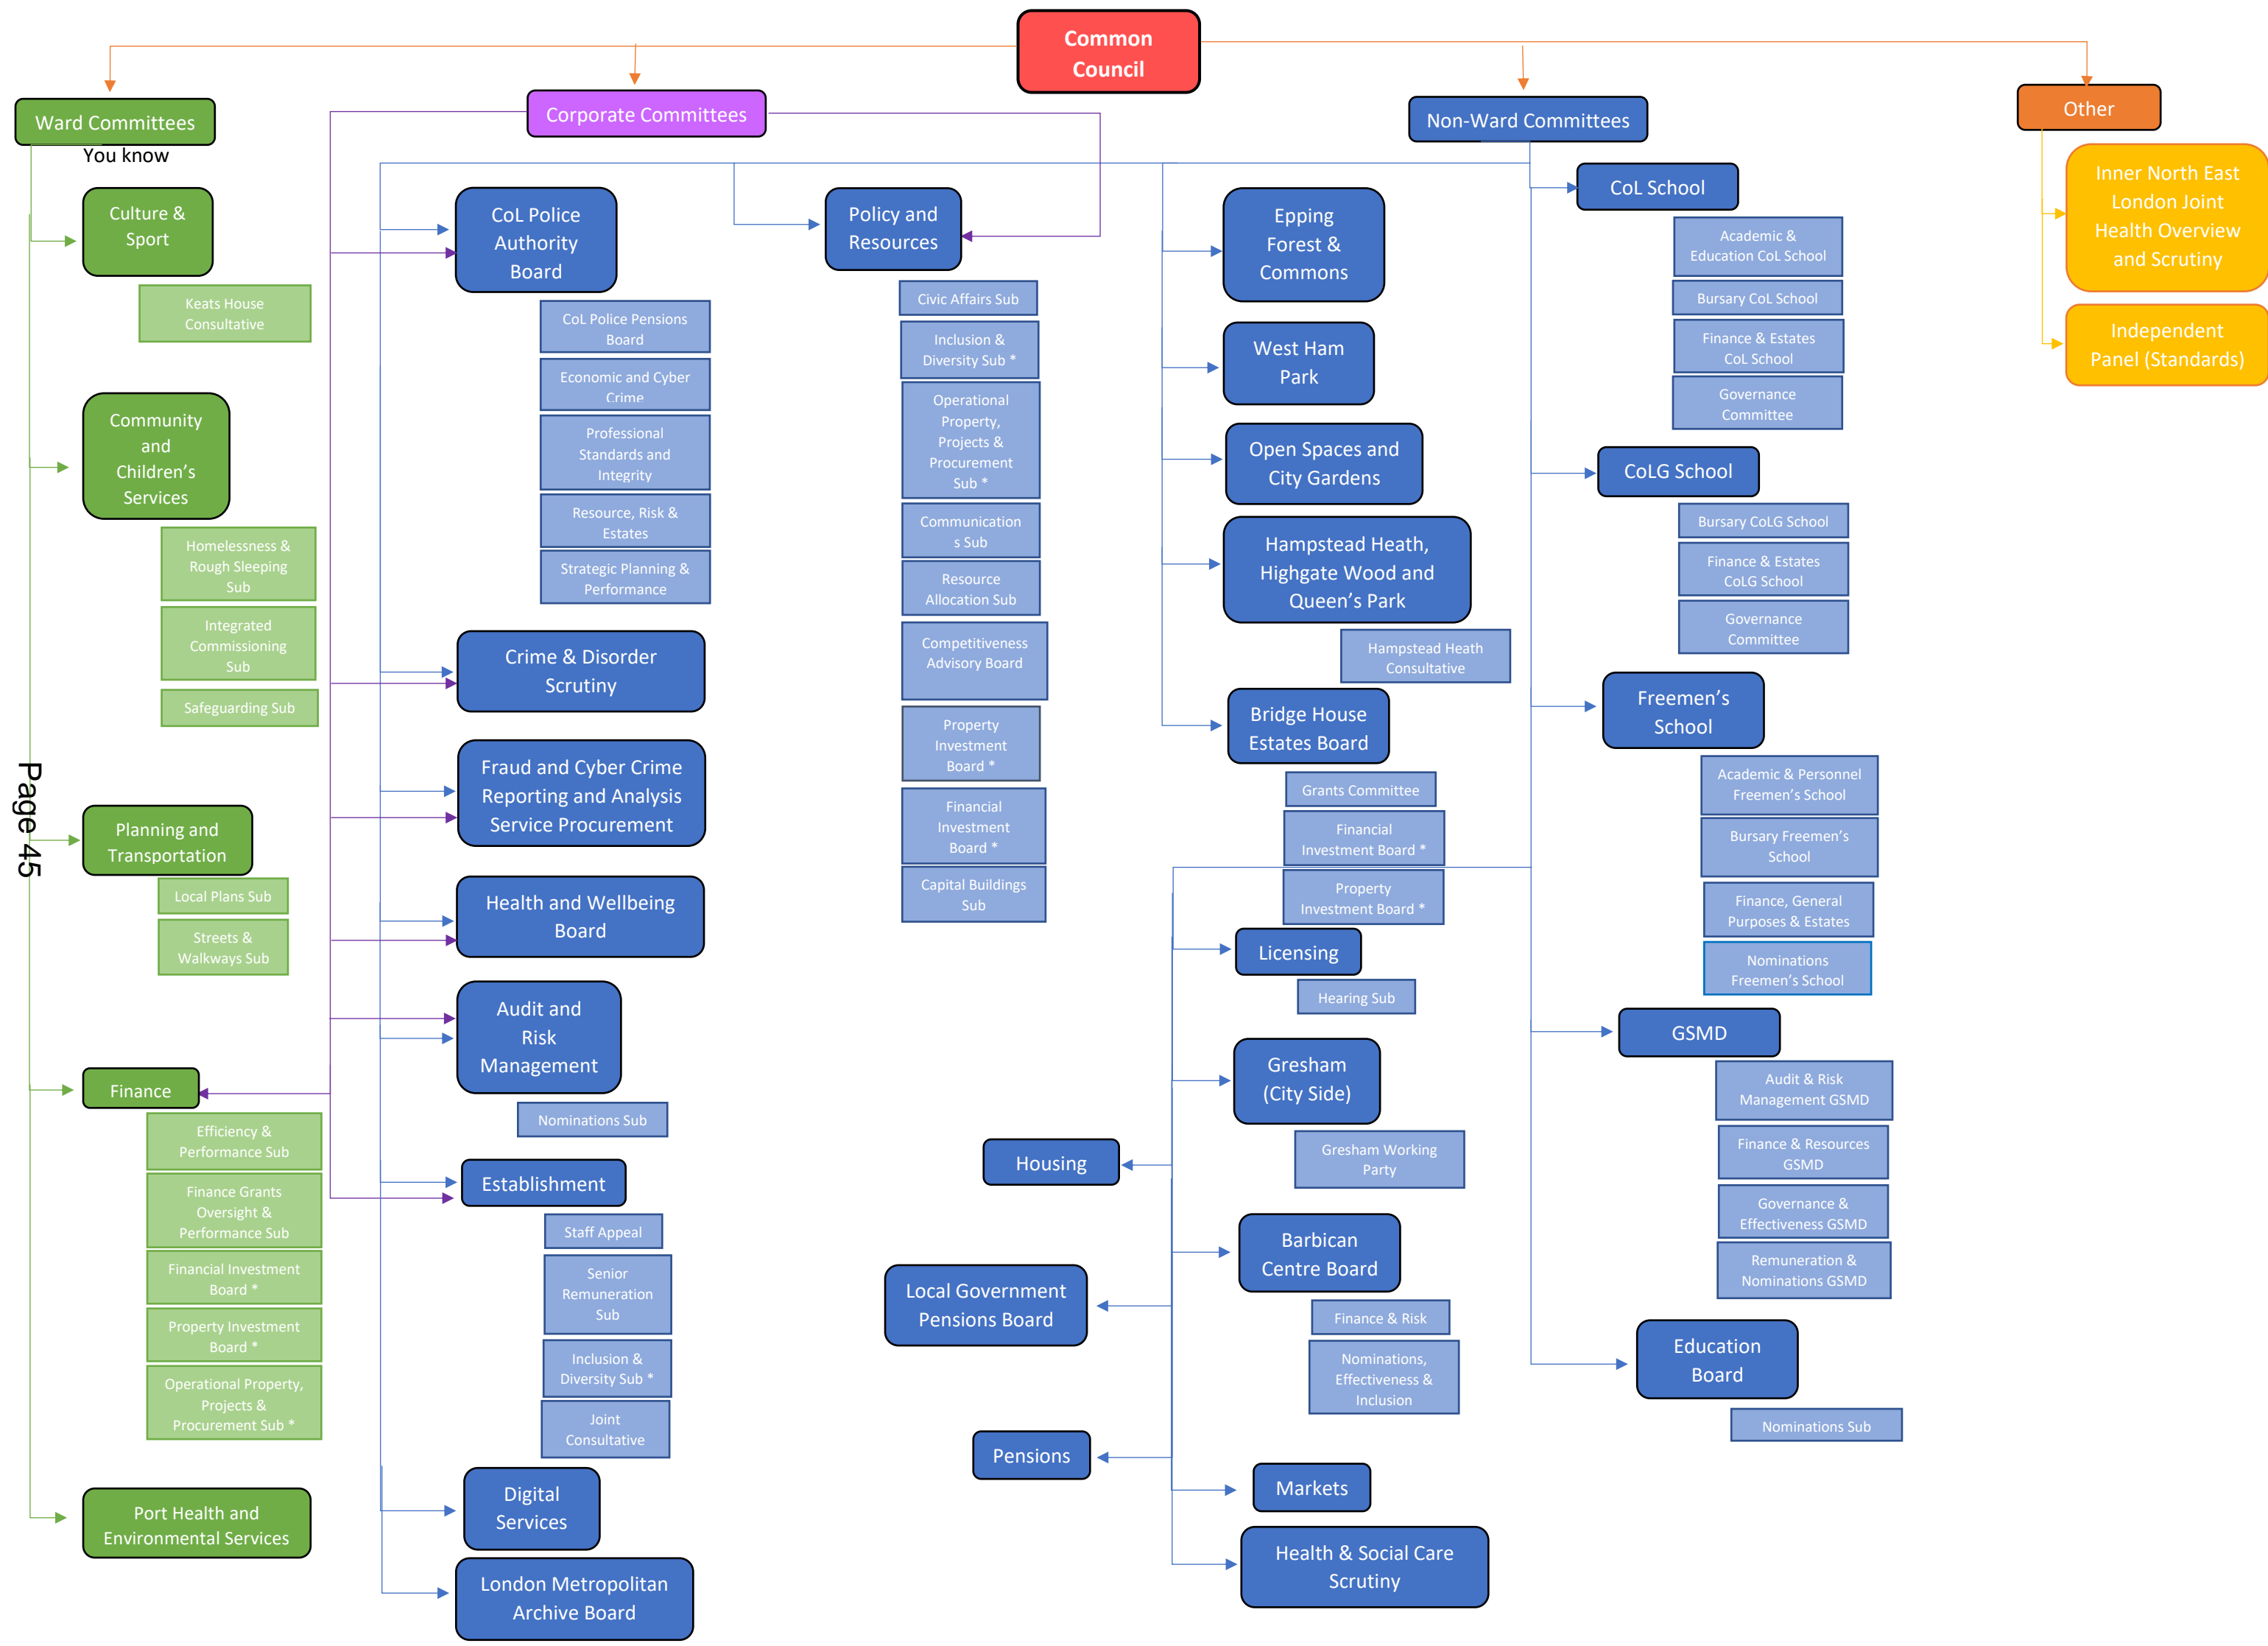 Common
Council
Ward Committees
You know
Corporate Committees
Non-Ward Committees
Other
Culture &
Sport
Keats House
Consultative
Community
and
Children's
Services
Homelessness &
Rough Sleeping
Sub
Integrated
Commissioning
Sub
Safeguarding Sub
Page 45
Planning and
Transportation
Local Plans Sub
Streets &
Walkways Sub
Finance
Efficiency &
Performance Sub
Finance Grants
Oversight &
Performance Sub
Financial Investment
Board *
Property Investment
Board *
Operational Property,
Projects &
Procurement Sub *
Port Health and
Environmental Services
CoL Police
Authority
Board
CoL Police Pensions
Board
Economic and Cyber
Crime
Professional
Standards and
Integrity
Resource, Risk &
Estates
Strategic Planning &
Performance
Crime & Disorder
Scrutiny
Fraud and Cyber Crime
Reporting and Analysis
Service Procurement
Health and Wellbeing
Board
Audit and
Risk
Management
Nominations Sub
Establishment
Staff Appeal
Senior
Remuneration
Sub
Inclusion &
Diversity Sub *
Joint
Consultative
Digital
Services
London Metropolitan
Archive Board
Policy and
Resources
Civic Affairs Sub
Inclusion &
Diversity Sub *
Operational
Property,
Projects &
Procurement
Sub *
Communication
s Sub
Resource
Allocation Sub
Competitiveness
Advisory Board
Property
Investment
Board *
Financial
Investment
Board *
Capital Buildings
Sub
Housing
Local Government
Pensions Board
Pensions
Epping
Forest &
Commons
West Ham
Park
Open Spaces and
City Gardens
Hampstead Heath,
Highgate Wood and
Queen's Park
Hampstead Heath
Consultative
Bridge House
Estates Board
Grants Committee
Financial
Investment Board *
Property
Investment Board *
Licensing
Hearing Sub
Gresham
(City Side)
Gresham Working
Party
Barbican
Centre Board
Finance & Risk
Nominations,
Effectiveness &
Inclusion
Markets
Health & Social Care
Scrutiny
CoL School
Academic &
Education CoL School
Bursary CoL School
Finance & Estates
CoL School
Governance
Committee
CoLG School
Bursary CoLG School
Finance & Estates
CoLG School
Governance
Committee
Freemen's
School
Academic & Personnel
Freemen's School
Bursary Freemen's
School
Finance, General
Purposes & Estates
Nominations
Freemen's School
GSMD
Audit & Risk
Management GSMD
Finance & Resources
GSMD
Governance &
Effectiveness GSMD
Remuneration &
Nominations GSMD
Education
Board
Nominations Sub
Inner North East
London Joint
Health Overview
and Scrutiny
Independent
Panel (Standards)